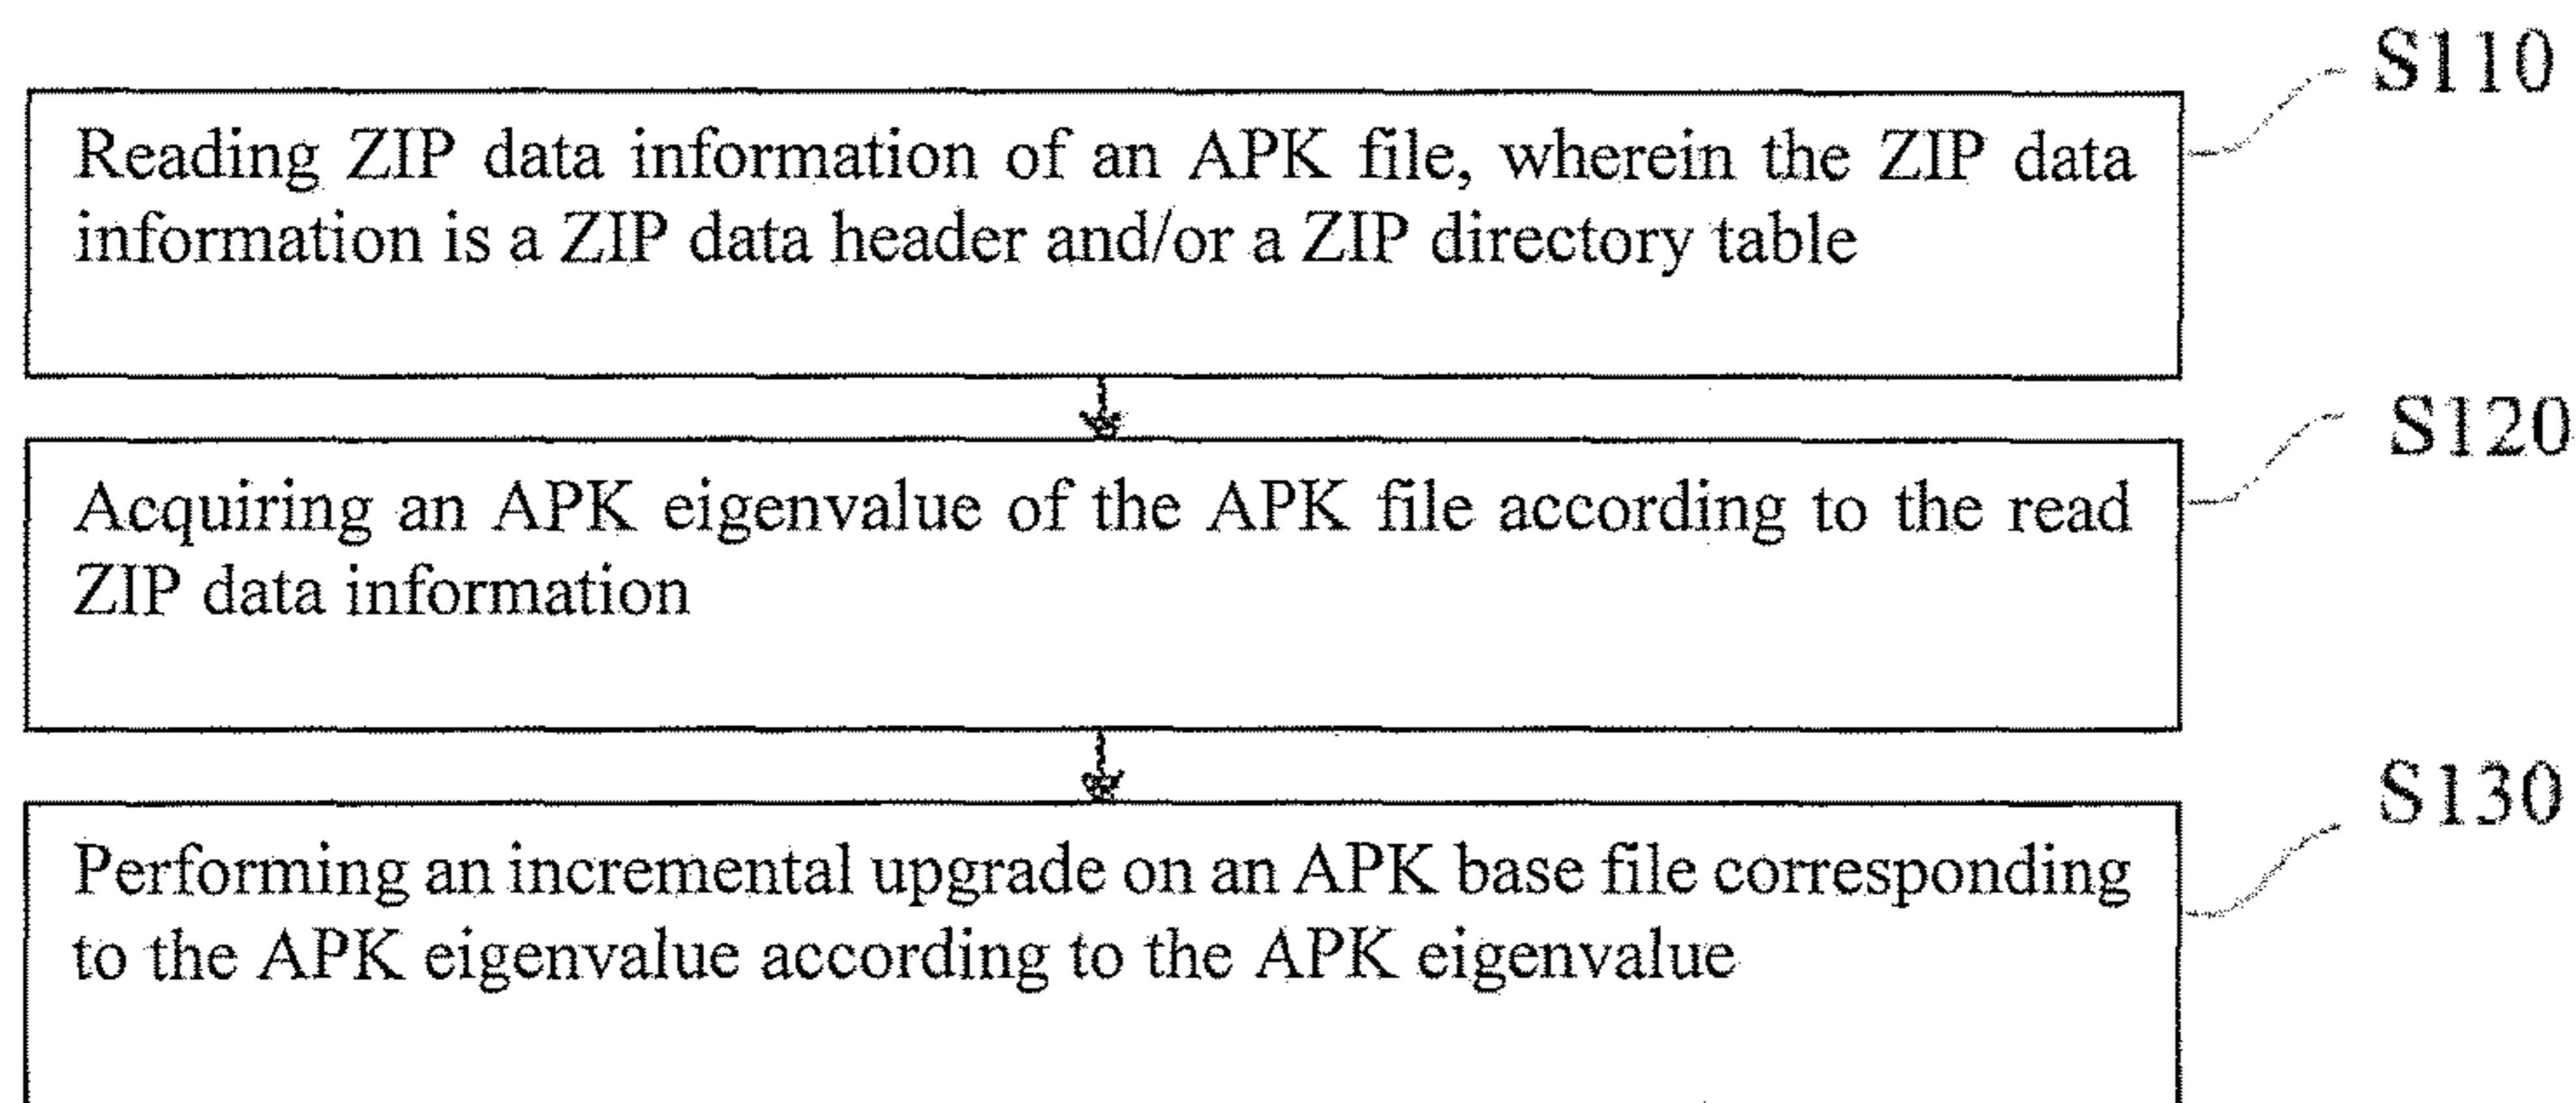 S110
Reading ZIP data information of an APK file, wherein the ZIP data
information is a ZIP data header and/or a ZIP directory table
S120
Acquiring an APK eigenvalue of the APK file according to the read
ZIP data information
S130
Performing an incremental upgrade on an APK base file corresponding
to the APK eigenvalue according to the APK eigenvalue